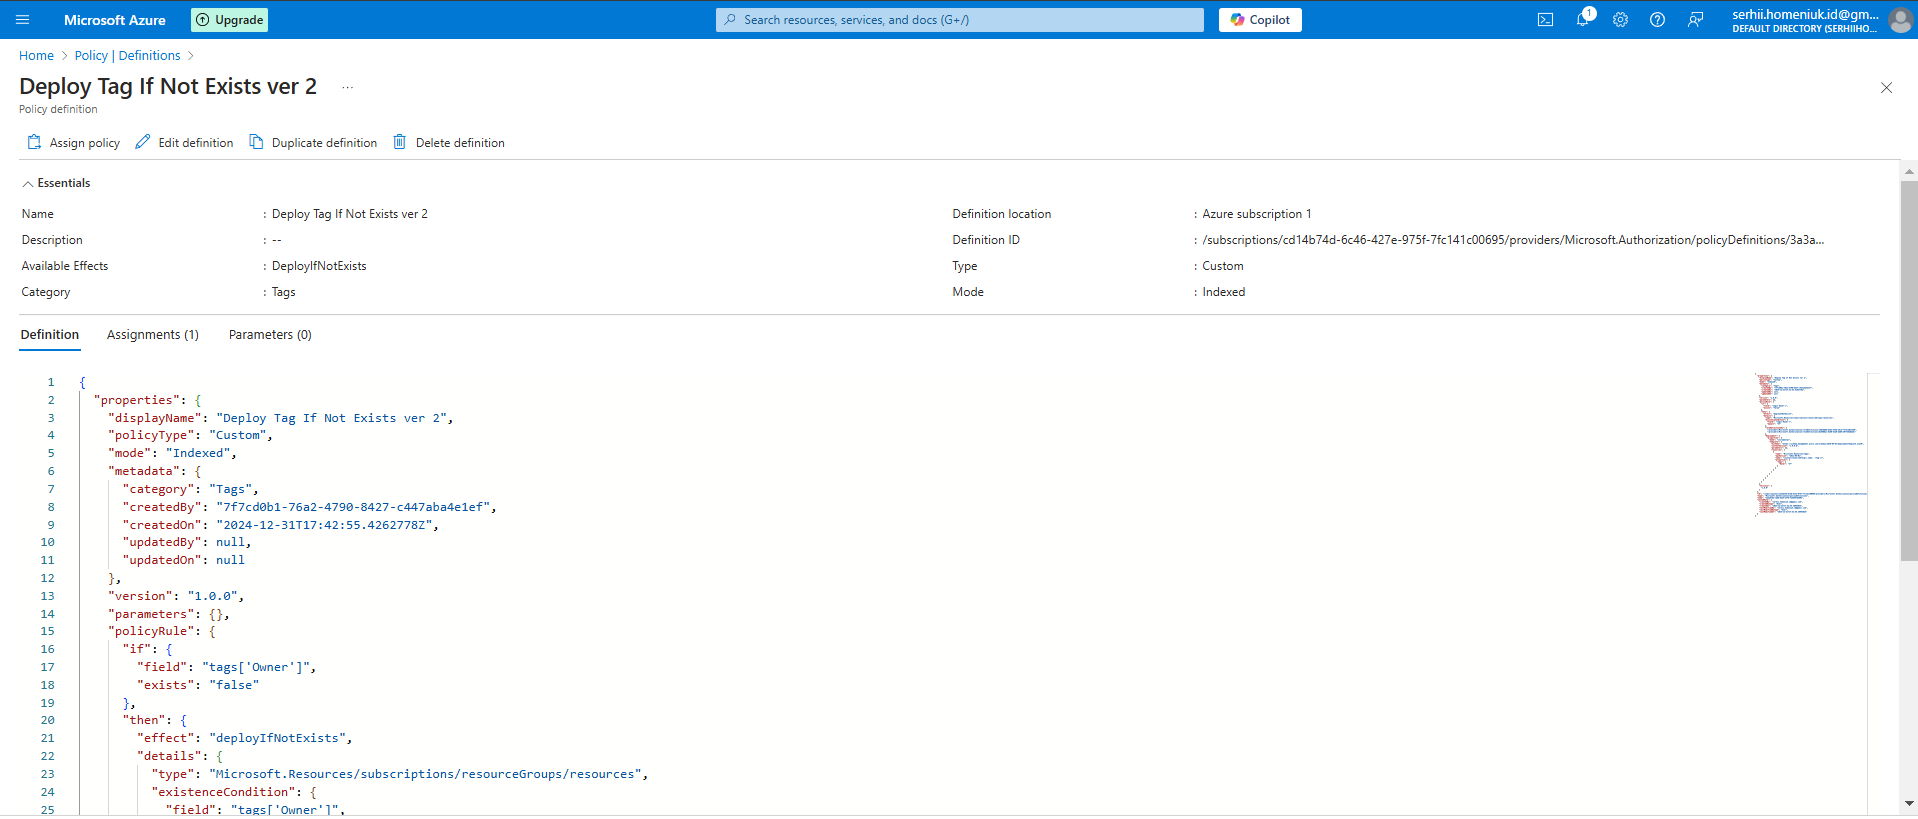 Microsoft Azure
Upgrade
Search resources, services, and docs (G+/)
Copilot
1
serhii.homeniuk.id@gm...
DEFAULT DIRECTORY (SERHIIHO...
Home > Policy | Definitions >
Deploy Tag If Not Exists ver 2 ...
Policy definition
Assign policy Edit definition Duplicate definition Delete definition
Essentials
Name : Deploy Tag If Not Exists ver 2
Definition location : Azure subscription 1
Description : --
Definition ID : /subscriptions/cd14b74d-6c46-427e-975f-7fc141c00695/providers/Microsoft.Authorization/policyDefinitions/3a3a...
Available Effects : DeployIfNotExists
Type : Custom
Category : Tags
Mode : Indexed
Definition Assignments (1) Parameters (0)
1 {
2 "properties": {
3 "displayName": "Deploy Tag If Not Exists ver 2",
4 "policyType": "Custom",
5 "mode": "Indexed",
6 "metadata": {
7 "category": "Tags",
8 "createdBy": "7f7cd0b1-76a2-4790-8427-c447aba4e1ef",
9 "createdOn": "2024-12-31T17:42:55.4262778Z",
10 "updatedBy": null,
11 "updatedOn": null
12 },
13 "version": "1.0.0",
14 "parameters": {},
15 "policyRule": {
16 "if": {
17 "field": "tags['Owner']",
18 "exists": "false"
19 },
20 "then": {
21 "effect": "deployIfNotExists",
22 "details": {
23 "type": "Microsoft.Resources/subscriptions/resourceGroups/resources",
24 "existenceCondition": {
25 "field": "tags['Owner']",